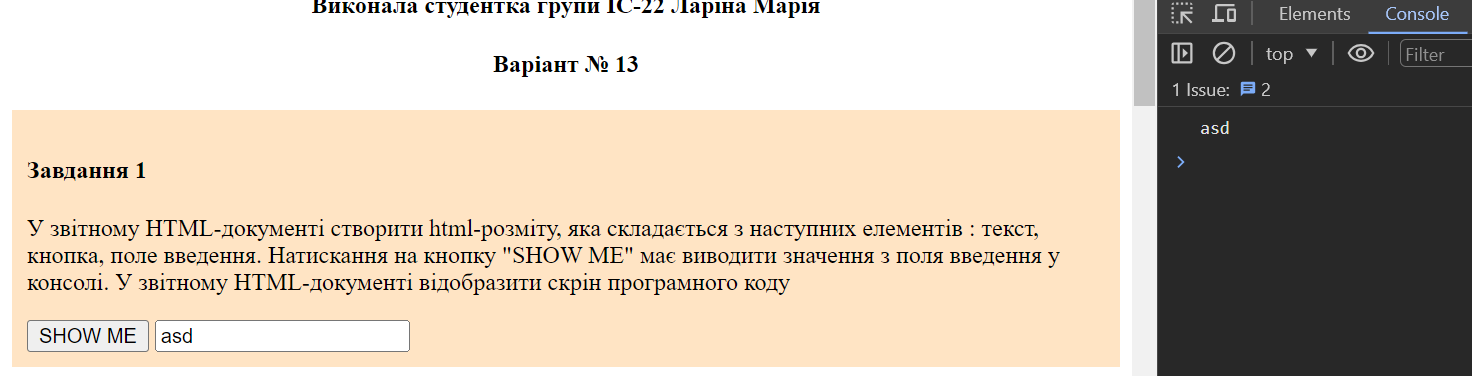 Виконала студентка групи ІС-22 Ларіна Марія
Варіант № 13
Завдання 1
У звітному HTML-документі створити html-розміту, яка складається з наступних елементів : текст,
кнопка, поле введення. Натискання на кнопку "SHOW ME" має виводити значення з поля введення у
консолі. У звітному HTML-документі відобразити скрін програмного коду
SHOW ME asd
Elements Console
top Filter
1 Issue: 2
asd